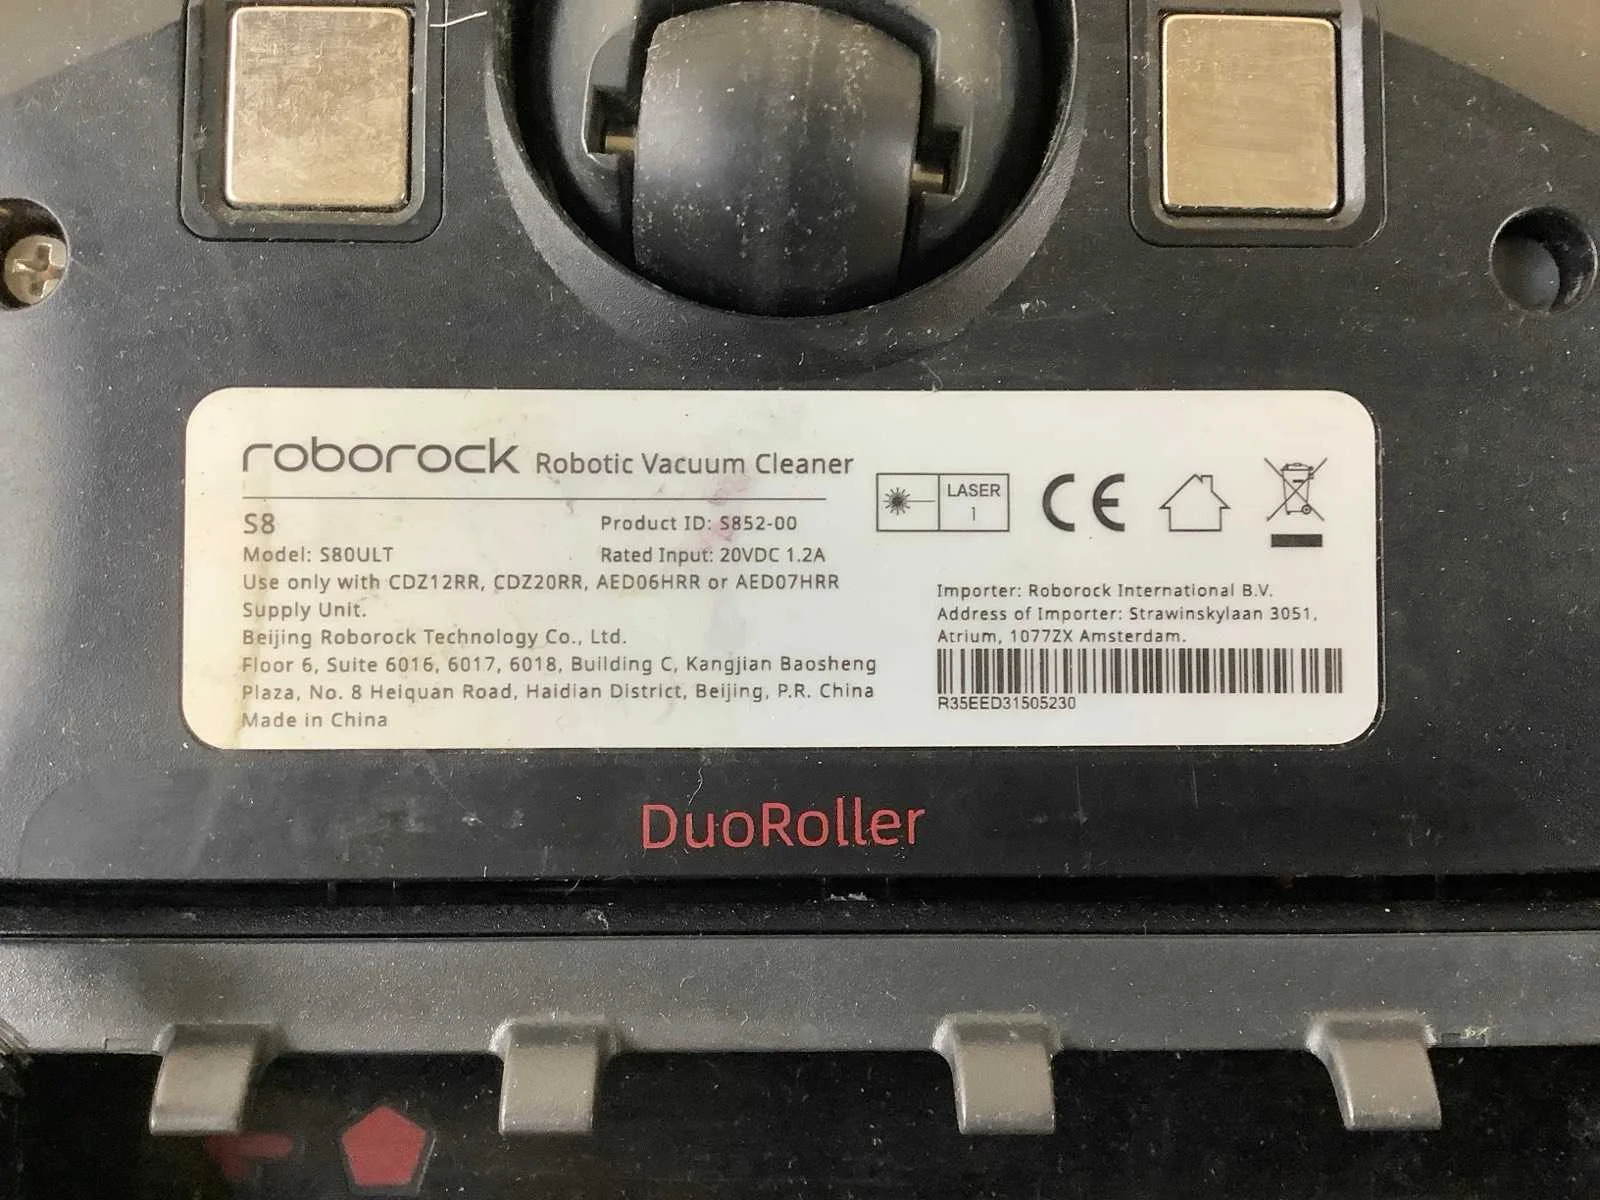 roborock Robotic Vacuum Cleaner
S8
Product ID: S852-00
Model: S80ULT
Rated Input: 20VDC 1.2A
Use only with CDZ12RR, CDZ20RR, AED06HRR or AED07HRR
Supply Unit.
Beijing Roborock Technology Co., Ltd.
Floor 6, Suite 6016, 6017, 6018, Building C, Kangjian Baosheng
Plaza, No. 8 Heiquan Road, Haidian District, Beijing, P.R. China
Made in China
LASER
1
CE
Importer: Roborock International B.V.
Address of Importer: Strawinskylaan 3051,
Atrium, 1077ZX Amsterdam.
R35EED31505230
DuoRoller